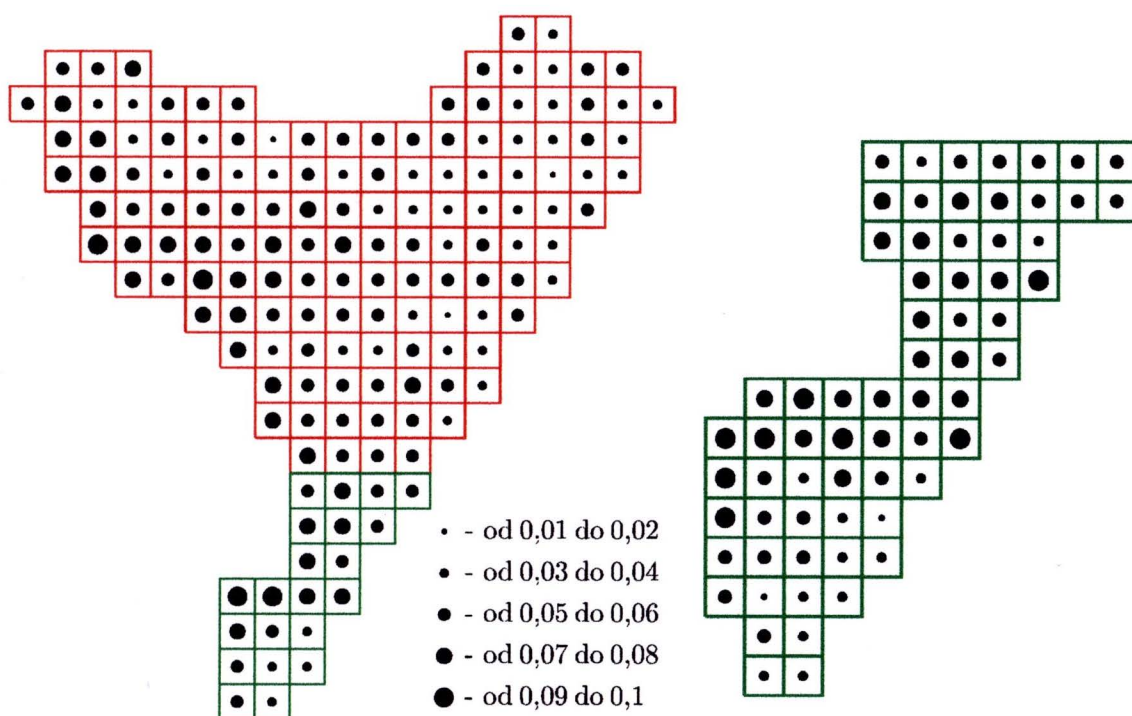 - od 0,01 do 0,02
- od 0,03 do 0,04
- od 0,05 do 0,06
- od 0,07 do 0,08
- od 0,09 do 0,1